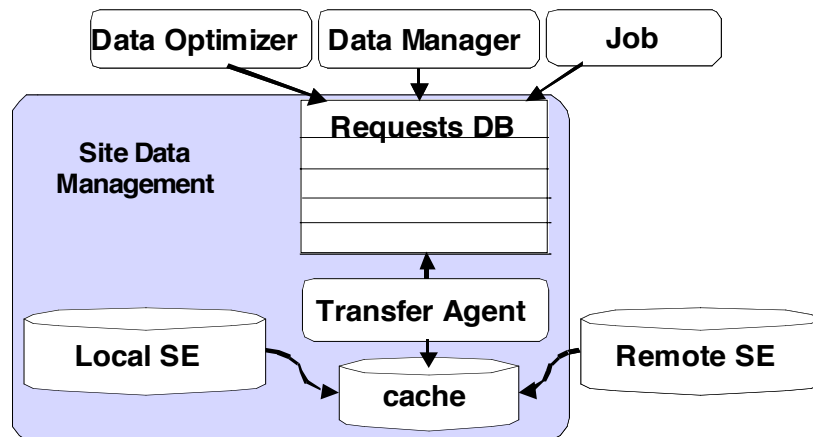 Data Optimizer
Data Manager
Job
Requests DB
Site Data
Management
Transfer Agent
Local SE
Remote SE
cache